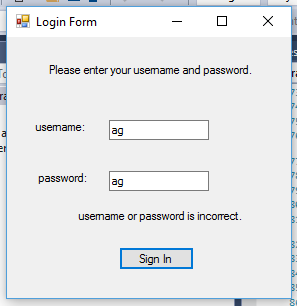 Login Form
Please enter your username and password.
username: ag
password: ag
username or password is incorrect.
Sign In